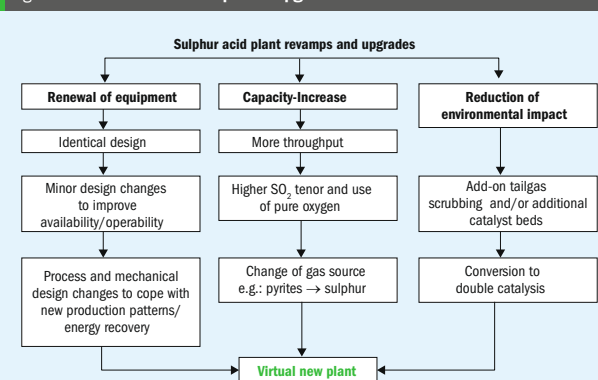 Sulphur acid plant revamps and upgrades
Renewal of equipment
Identical design
Minor design changes
to improve
availability/operability
Process and mechanical
design changes to cope with
new production patterns/
energy recovery
Capacity-Increase
More throughput
Higher SO₂ tenor and use
of pure oxygen
Change of gas source
e.g.: pyrites → sulphur
Reduction of
environmental impact
Add-on tailgas
scrubbing and/or additional
catalyst beds
Conversion to
double catalysis
Virtual new plant